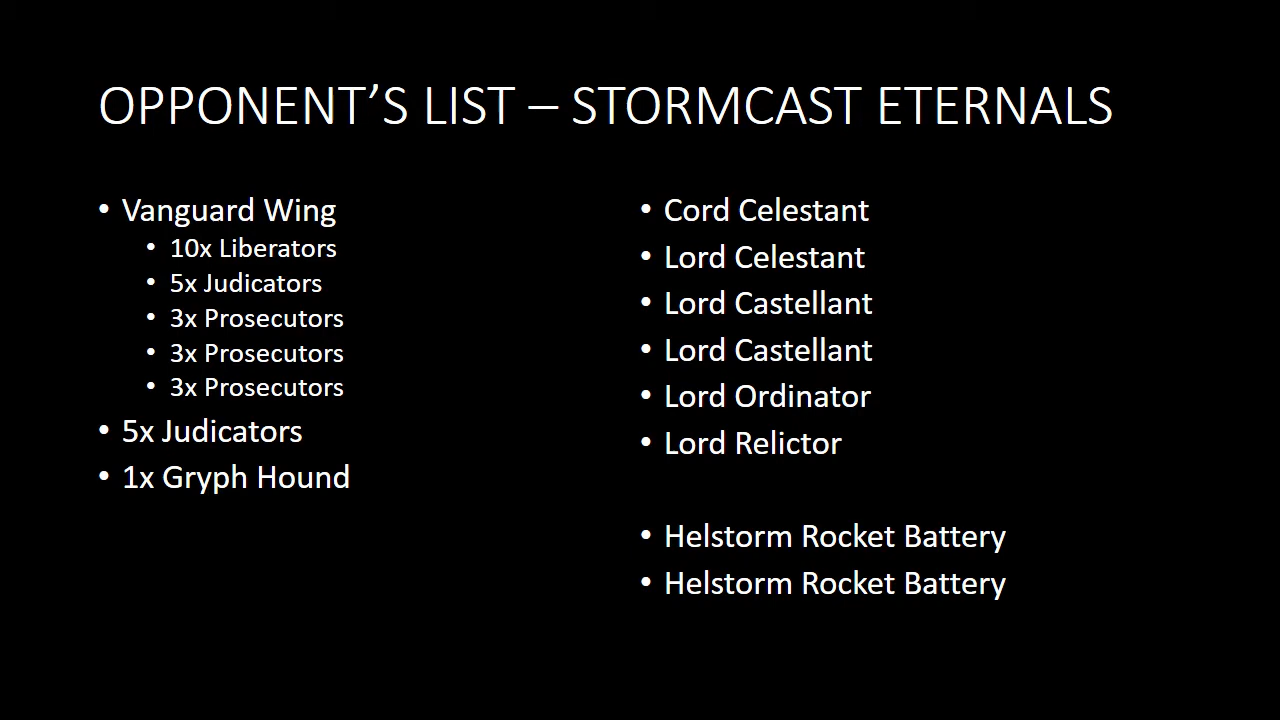 OPPONENT’S LIST – STORMCAST ETERNALS
• Vanguard Wing
• 10x Liberators
• 5x Judicators
• 3x Prosecutors
• 3x Prosecutors
• 3x Prosecutors
• 5x Judicators
• 1x Gryph Hound
• Cord Celestant
• Lord Celestant
• Lord Castellant
• Lord Castellant
• Lord Ordinator
• Lord Relictor
• Helstorm Rocket Battery
• Helstorm Rocket Battery